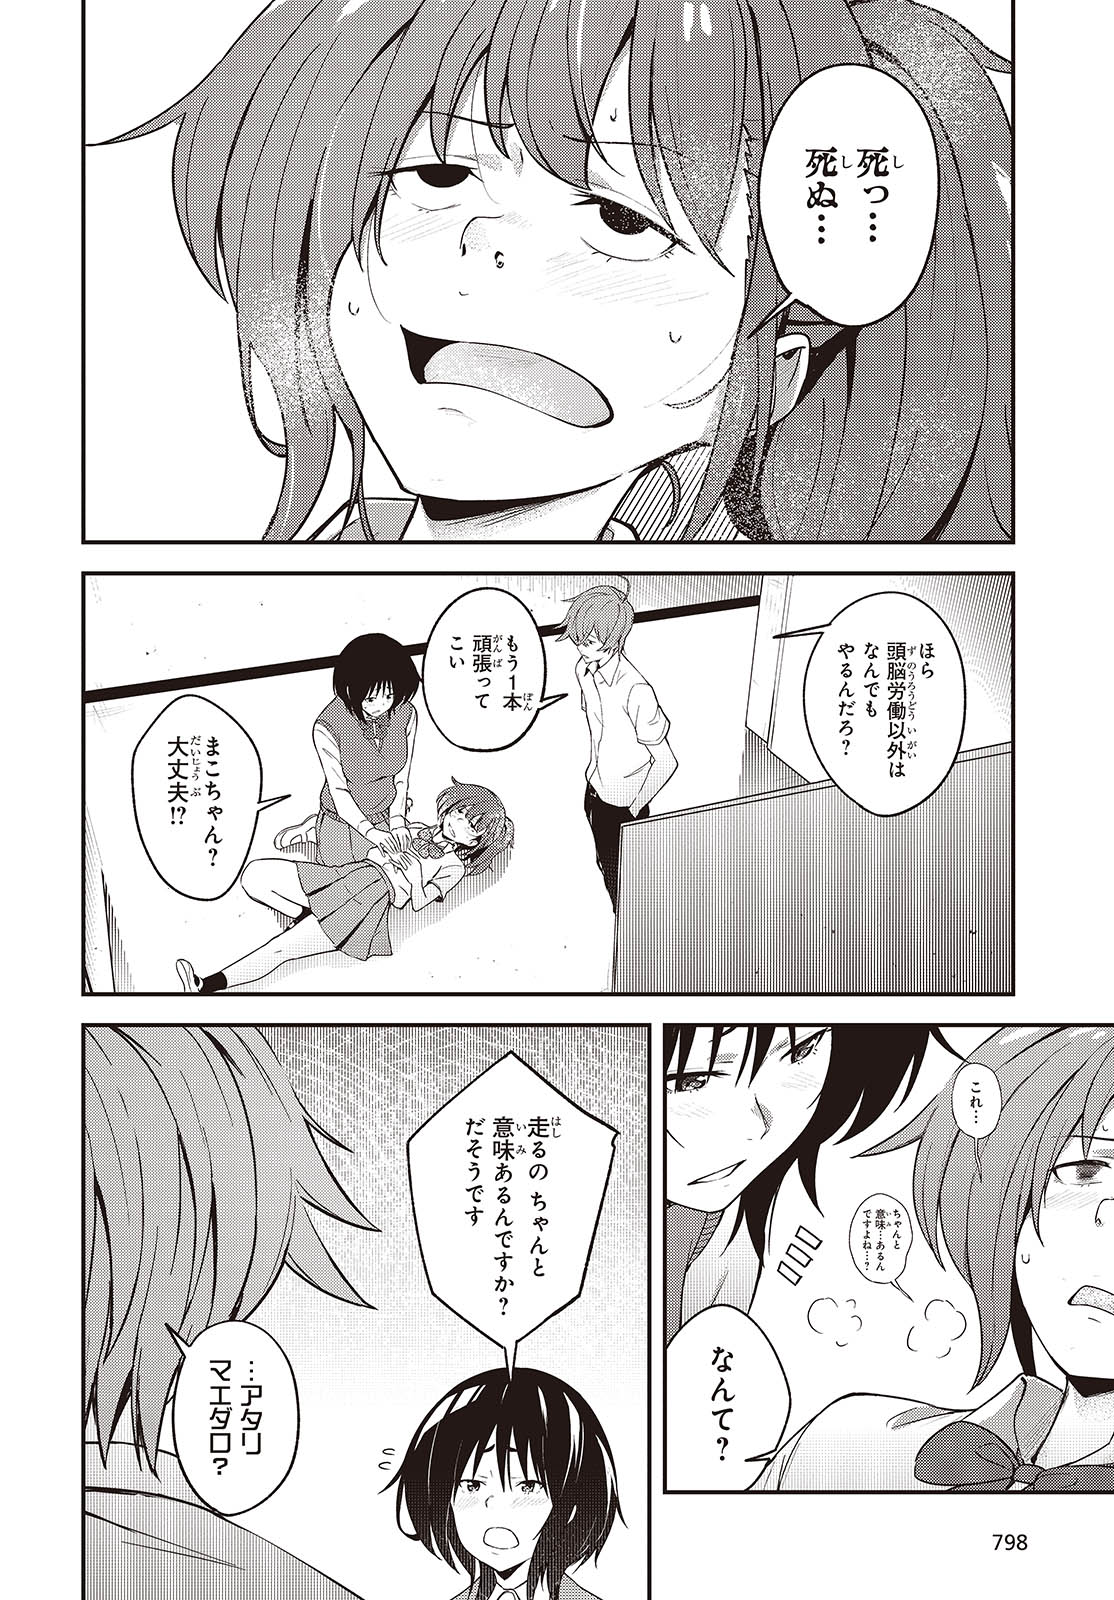 死っ…
死ぬ…
ほら
頭脳労働以外は
なんでも
やるんだろ？
もう1本
頑張って
こい
まこちゃん？
大丈夫!?
これ…
ちゃんと
意味…あるん
ですよね…？
なんて？
走るの ちゃんと
意味あるんですか？
だそうです
…アタリ
マエダロ？
798